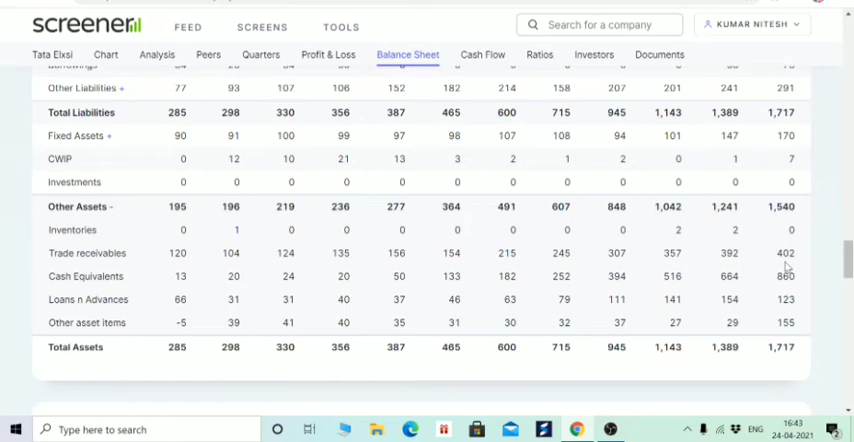 screener
FEED SCREENS TOOLS
Search for a company
KUMAR NITESH
Tata Elxsi Chart Analysis Peers Quarters Profit & Loss Balance Sheet Cash Flow Ratios Investors Documents
Other Liabilities + 77 93 107 106 152 182 214 158 207 201 241 291
Total Liabilities 285 298 330 356 387 465 600 715 945 1,143 1,389 1,717
Fixed Assets + 90 91 100 99 97 98 107 108 94 101 147 170
CWIP 0 12 10 21 13 3 2 1 2 0 1 7
Investments 0 0 0 0 0 0 0 0 0 0 0 0
Other Assets - 195 196 219 236 277 364 491 607 848 1,042 1,241 1,540
Inventories 0 1 0 0 0 0 0 0 0 2 2 0
Trade receivables 120 104 124 135 156 154 215 245 307 357 392 402
Cash Equivalents 13 20 24 20 50 133 182 252 394 516 664 860
Loans n Advances 66 31 31 40 37 46 63 79 111 141 154 123
Other asset items -5 39 41 40 35 31 30 32 37 27 29 155
Total Assets 285 298 330 356 387 465 600 715 945 1,143 1,389 1,717
Type here to search
ENG
16:43
24-04-2021
2